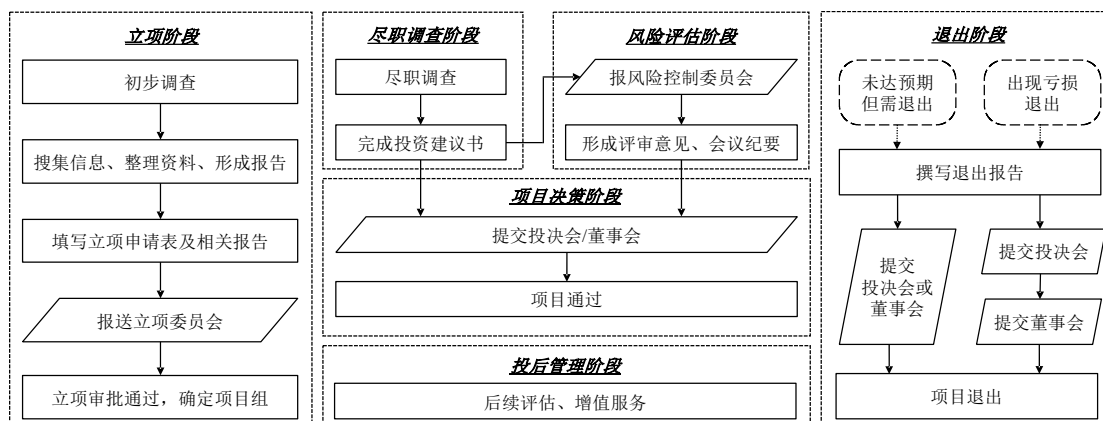 立项阶段
初步调查
搜集信息、整理资料、形成报告
填写立项申请表及相关报告
报送立项委员会
立项审批通过，确定项目组
尽职调查阶段
尽职调查
完成投资建议书
风险评估阶段
报风险控制委员会
形成评审意见、会议纪要
项目决策阶段
提交投决会/董事会
项目通过
投后管理阶段
后续评估、增值服务
退出阶段
未达预期
但需退出
出现亏损
退出
撰写退出报告
提交
投决会或
董事会
提交投决会
提交董事会
项目退出